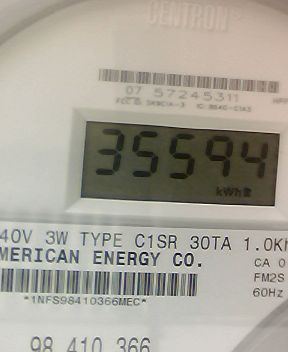 CENTRON
07 57245311
35594
kWh
40V 3W TYPE C1SR 30TA 1.0Kh
MERICAN ENERGY CO.
CA 0
FM2S
60Hz
*1NFS98410366MEC*
98 410 366